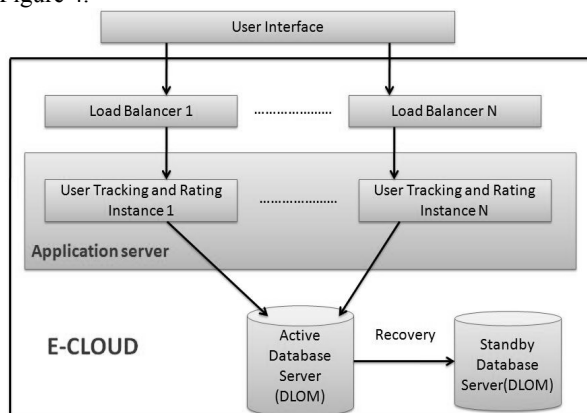 Figure 4.
User Interface
Load Balancer 1
.....................
Load Balancer N
User Tracking and Rating
Instance 1
.....................
User Tracking and Rating
Instance N
Application server
E-CLOUD
Active
Database
Server
(DLOM)
Recovery
Standby
Database
Server(DLOM)